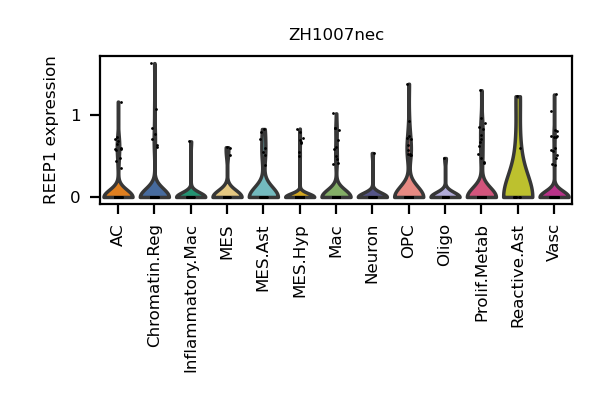 ZH1007nec
REEP1 expression
1
0
AC
Chromatin.Reg
Inflammatory.Mac
MES
MES.Ast
MES.Hyp
Mac
Neuron
OPC
Oligo
Prolif.Metab
Reactive.Ast
Vasc